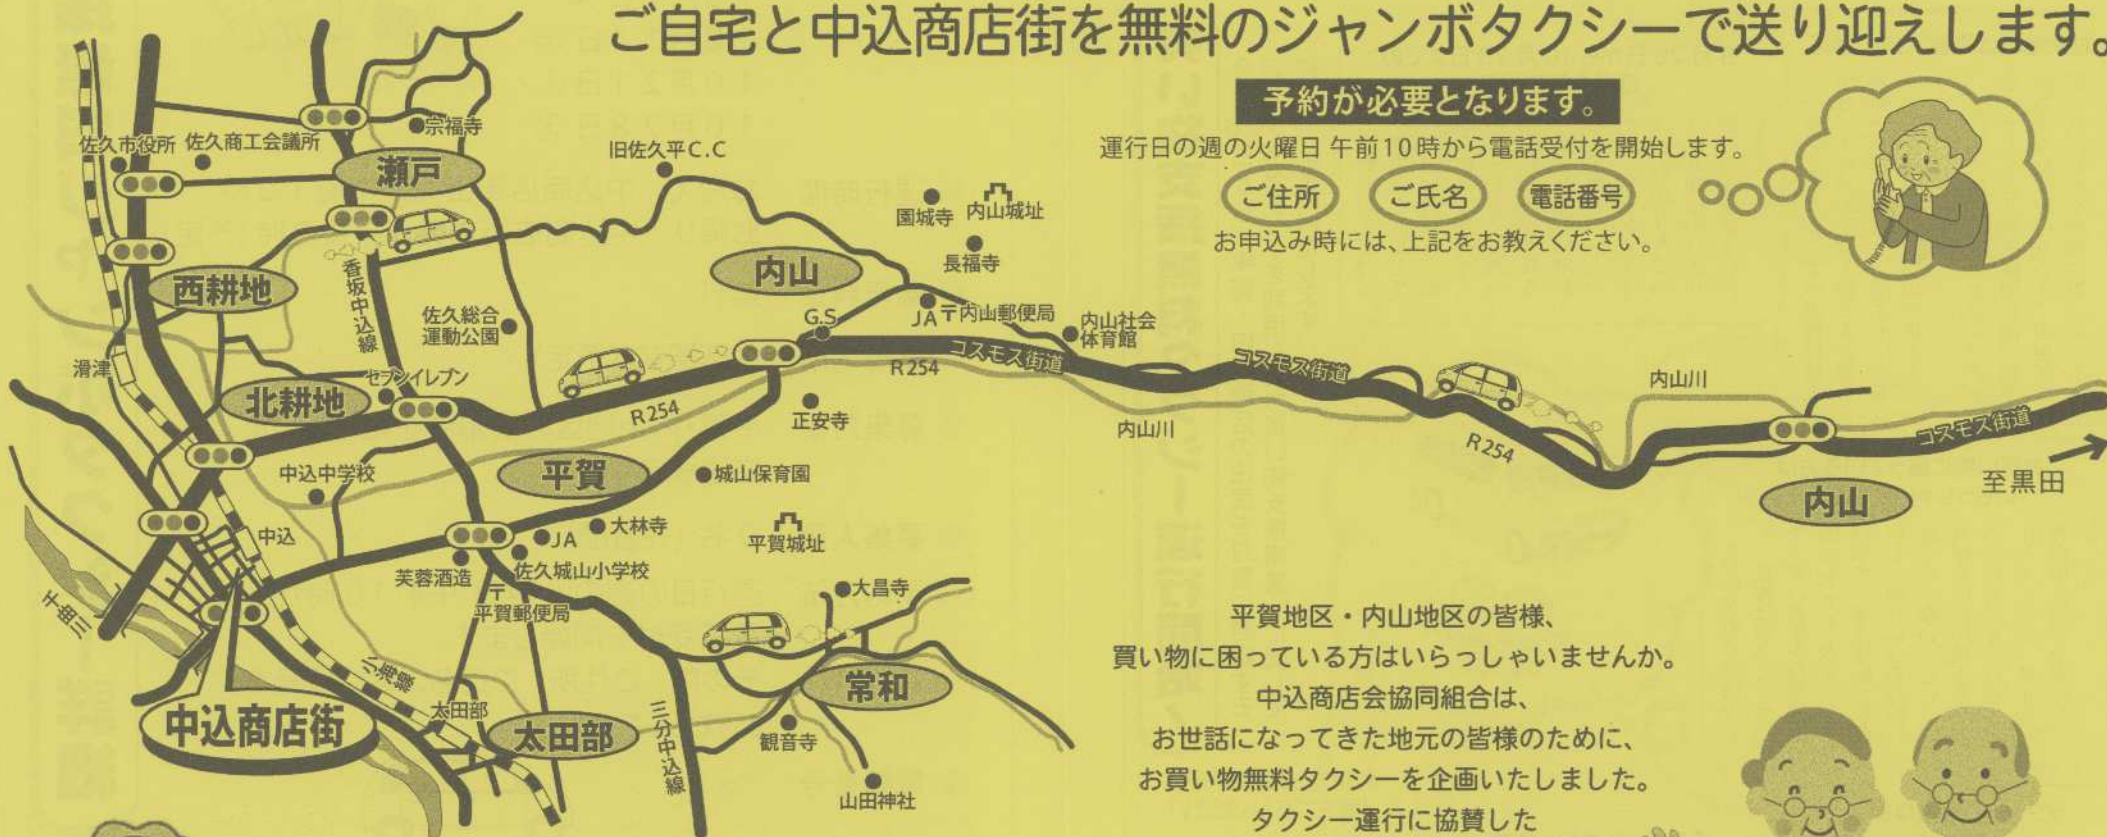 ご自宅と中込商店街を無料のジャンボタクシーで送り迎えします。
予約が必要となります。
運行日の週の火曜日 午前10時から電話受付を開始します。
ご住所 ご氏名 電話番号
お申込み時には、上記をお教えください。
佐久市役所
佐久商工会議所
宗福寺
瀬戸
旧佐久平C.C
園城寺
内山城址
長福寺
西耕地
香坂中込線
佐久総合
運動公園
内山
G.S
JA
〒内山郵便局
内山社会
体育館
滑津
セブンイレブン
北耕地
R254
R254
コスモス街道
コスモス街道
内山川
内山川
R254
コスモス街道
至黒田
内山
正安寺
中込中学校
平賀
城山保育園
中込
JA
大林寺
平賀城址
芙蓉酒造
佐久城山小学校
〒
平賀郵便局
千曲川
大昌寺
小海線
中込商店街
太田部
太田部
三分中込線
常和
観音寺
山田神社
平賀地区・内山地区の皆様、
買い物に困っている方はいらっしゃいませんか。
中込商店会協同組合は、
お世話になってきた地元の皆様のために、
お買い物無料タクシーを企画いたしました。
タクシー運行に協賛した